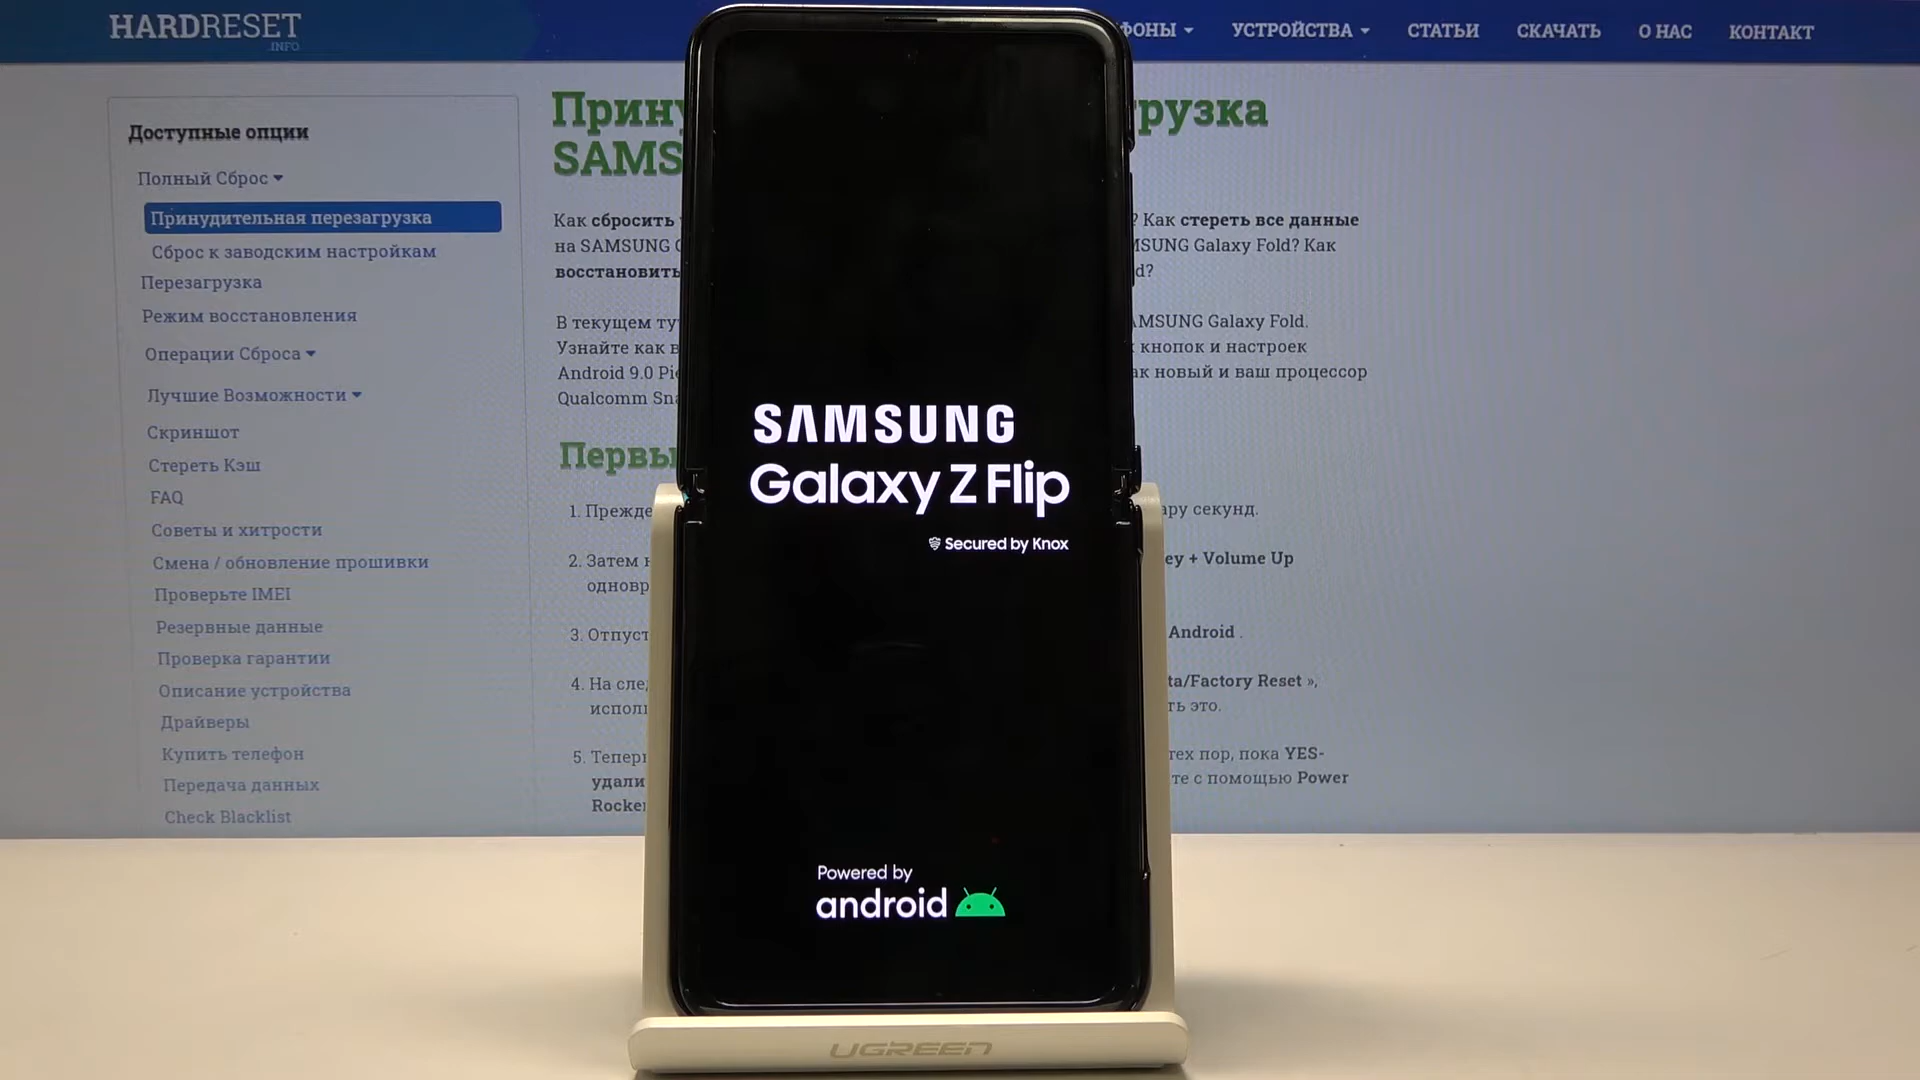 HARDRESET
.INFO
ФОНЫ УСТРОЙСТВА СТАТЬИ СКАЧАТЬ О НАС КОНТАКТ
Доступные опции
Полный Сброс
Принудительная перезагрузка
Сброс к заводским настройкам
Перезагрузка
Режим восстановления
Операции Сброса
Лучшие Возможности
Скриншот
Стереть Кэш
FAQ
Советы и хитрости
Смена / обновление прошивки
Проверьте IMEI
Резервные данные
Проверка гарантии
Описание устройства
Драйверы
Купить телефон
Передача данных
Check Blacklist
Прину грузка
SAMS
Как сбросить ? Как стереть все данные
на SAMSUNG MSUNG Galaxy Fold? Как
восстановить d?
В текущем ту AMSUNG Galaxy Fold.
Узнайте как в кнопок и настроек
Android 9.0 Pi ак новый и ваш процессор
Qualcomm Sna
Первы
1. Прежде ару секунд.
2. Затем ey + Volume Up
одновр
3. Отпуст Android .
4. На сле ta/Factory Reset »,
испол ть это.
5. Тепер тех пор, пока YES-
удали те с помощью Power
Rocke
SAMSUNG
Galaxy Z Flip
Secured by Knox
Powered by
android
UGREEN